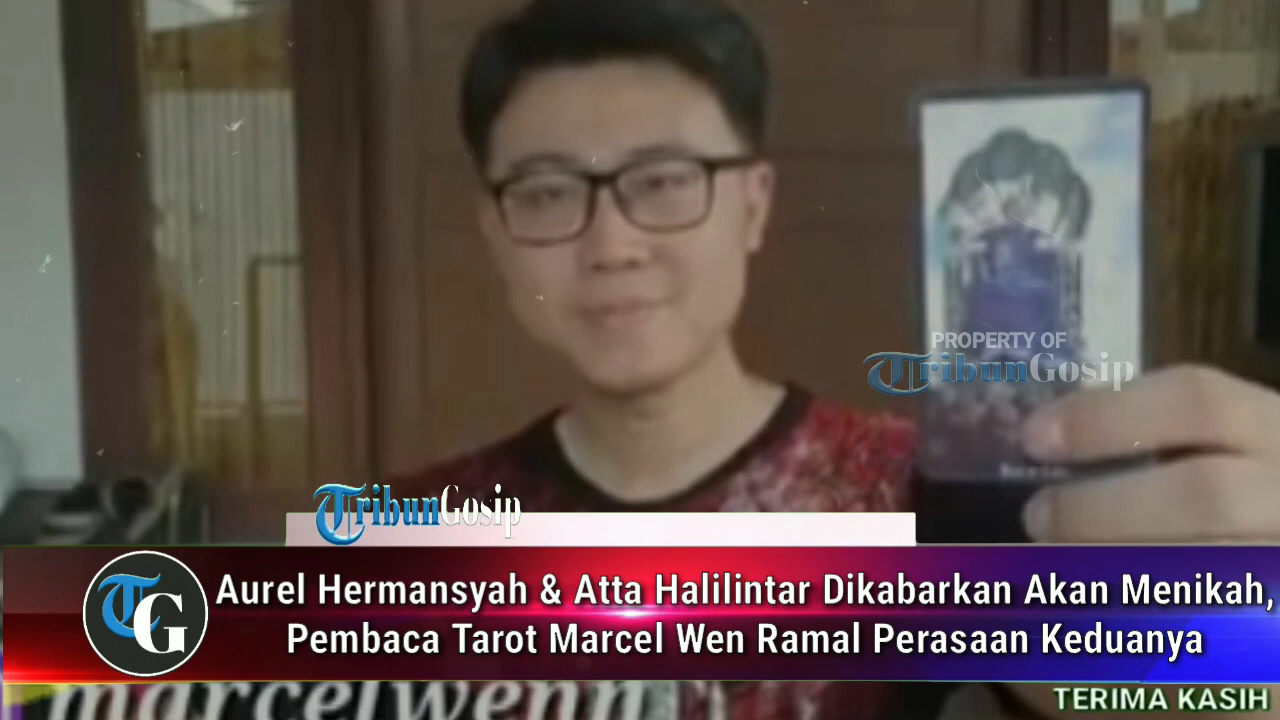 PROPERTY OF
TribunGosip
TribunGosip
TG
Aurel Hermansyah & Atta Halilintar Dikabarkan Akan Menikah,
Pembaca Tarot Marcel Wen Ramal Perasaan Keduanya
marcelwenn
TERIMA KASIH